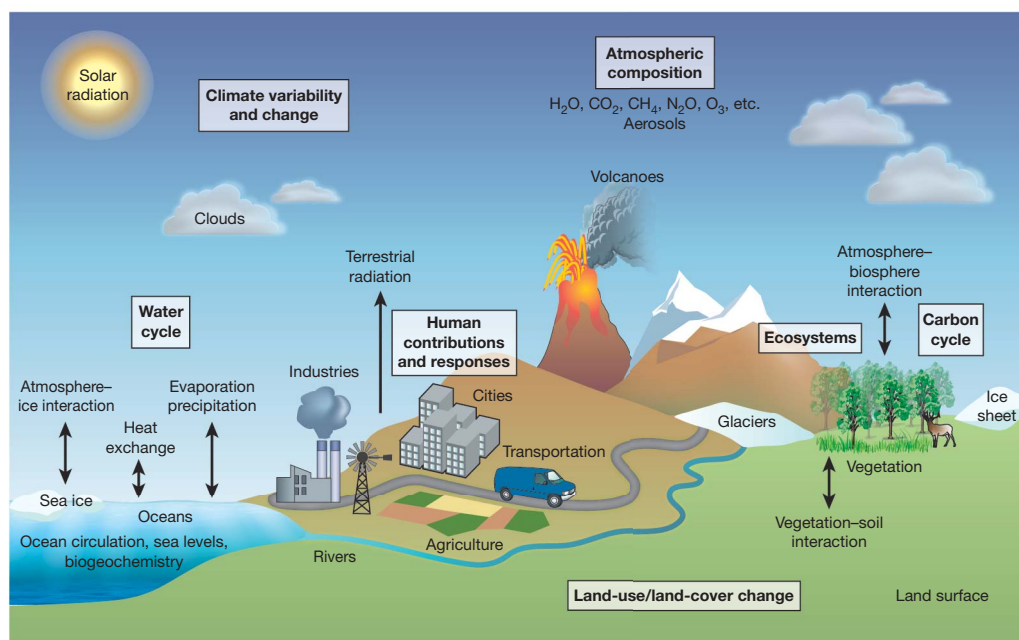 Solar
radiation
Climate variability
and change
Atmospheric
composition
H₂O, CO₂, CH₄, N₂O, O₃, etc.
Aerosols
Volcanoes
Clouds
Terrestrial
radiation
Atmosphere–
biosphere
interaction
Water
cycle
Human
contributions
and responses
Ecosystems
Carbon
cycle
Atmosphere–
ice interaction
Heat
exchange
Evaporation
precipitation
Industries
Cities
Transportation
Glaciers
Ice
sheet
Vegetation
Sea ice
Oceans
Ocean circulation, sea levels,
biogeochemistry
Rivers
Agriculture
Vegetation–soil
interaction
Land-use/land-cover change
Land surface